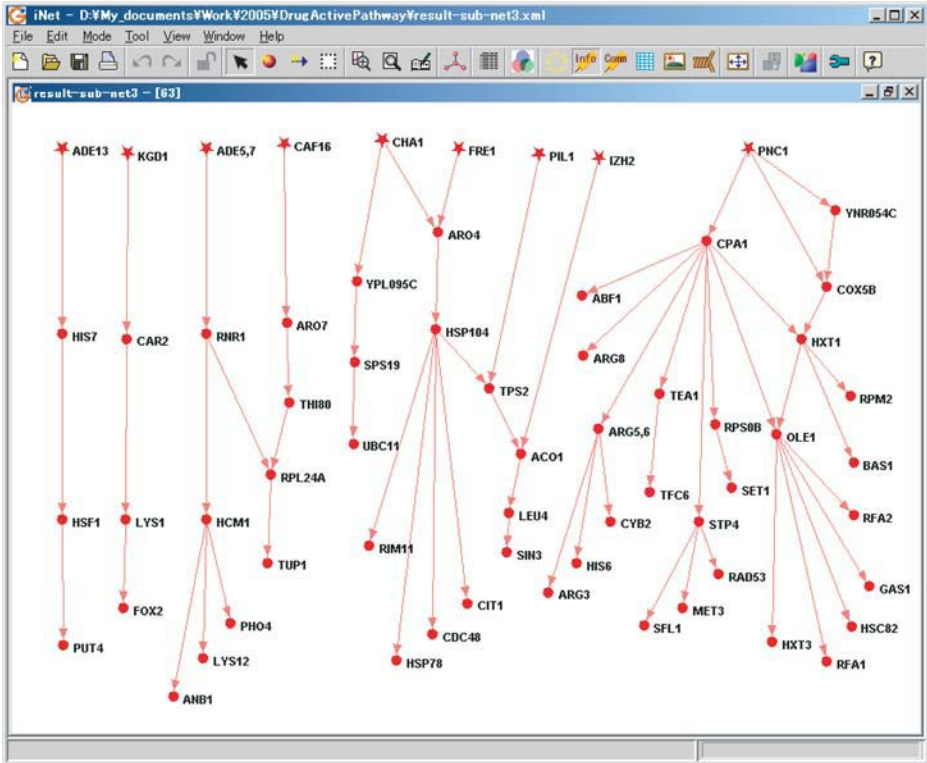 iNet - D:¥My_documents¥Work¥2005¥DrugActivePathway¥result-sub-net3.xml
File Edit Mode Tool View Window Help
Info Comm
result-sub-net3 - [63]
ADE13 KGD1 ADE5,7 CAF16 CHA1 FRE1 PIL1 IZH2 PNC1
YNR054C
ARO4 CPA1
YPL095C ABF1 COX5B
HIS7 CAR2 RNR1 ARO7 HSP104 HXT1
SPS19 ARG8
THI80 TPS2 TEA1 RPM2
UBC11 ARG5,6 RPS0B OLE1
ACO1 BAS1
RPL24A TFC6 SET1
HSF1 LYS1 HCM1 LEU4 CYB2 STP4 RFA2
RIM11 SIN3
TUP1 HIS6 RAD53
ARG3 GAS1
FOX2 CIT1 MET3
PHO4 CDC48 SFL1 HSC82
PUT4 LYS12 HSP78 HXT3 RFA1
ANB1